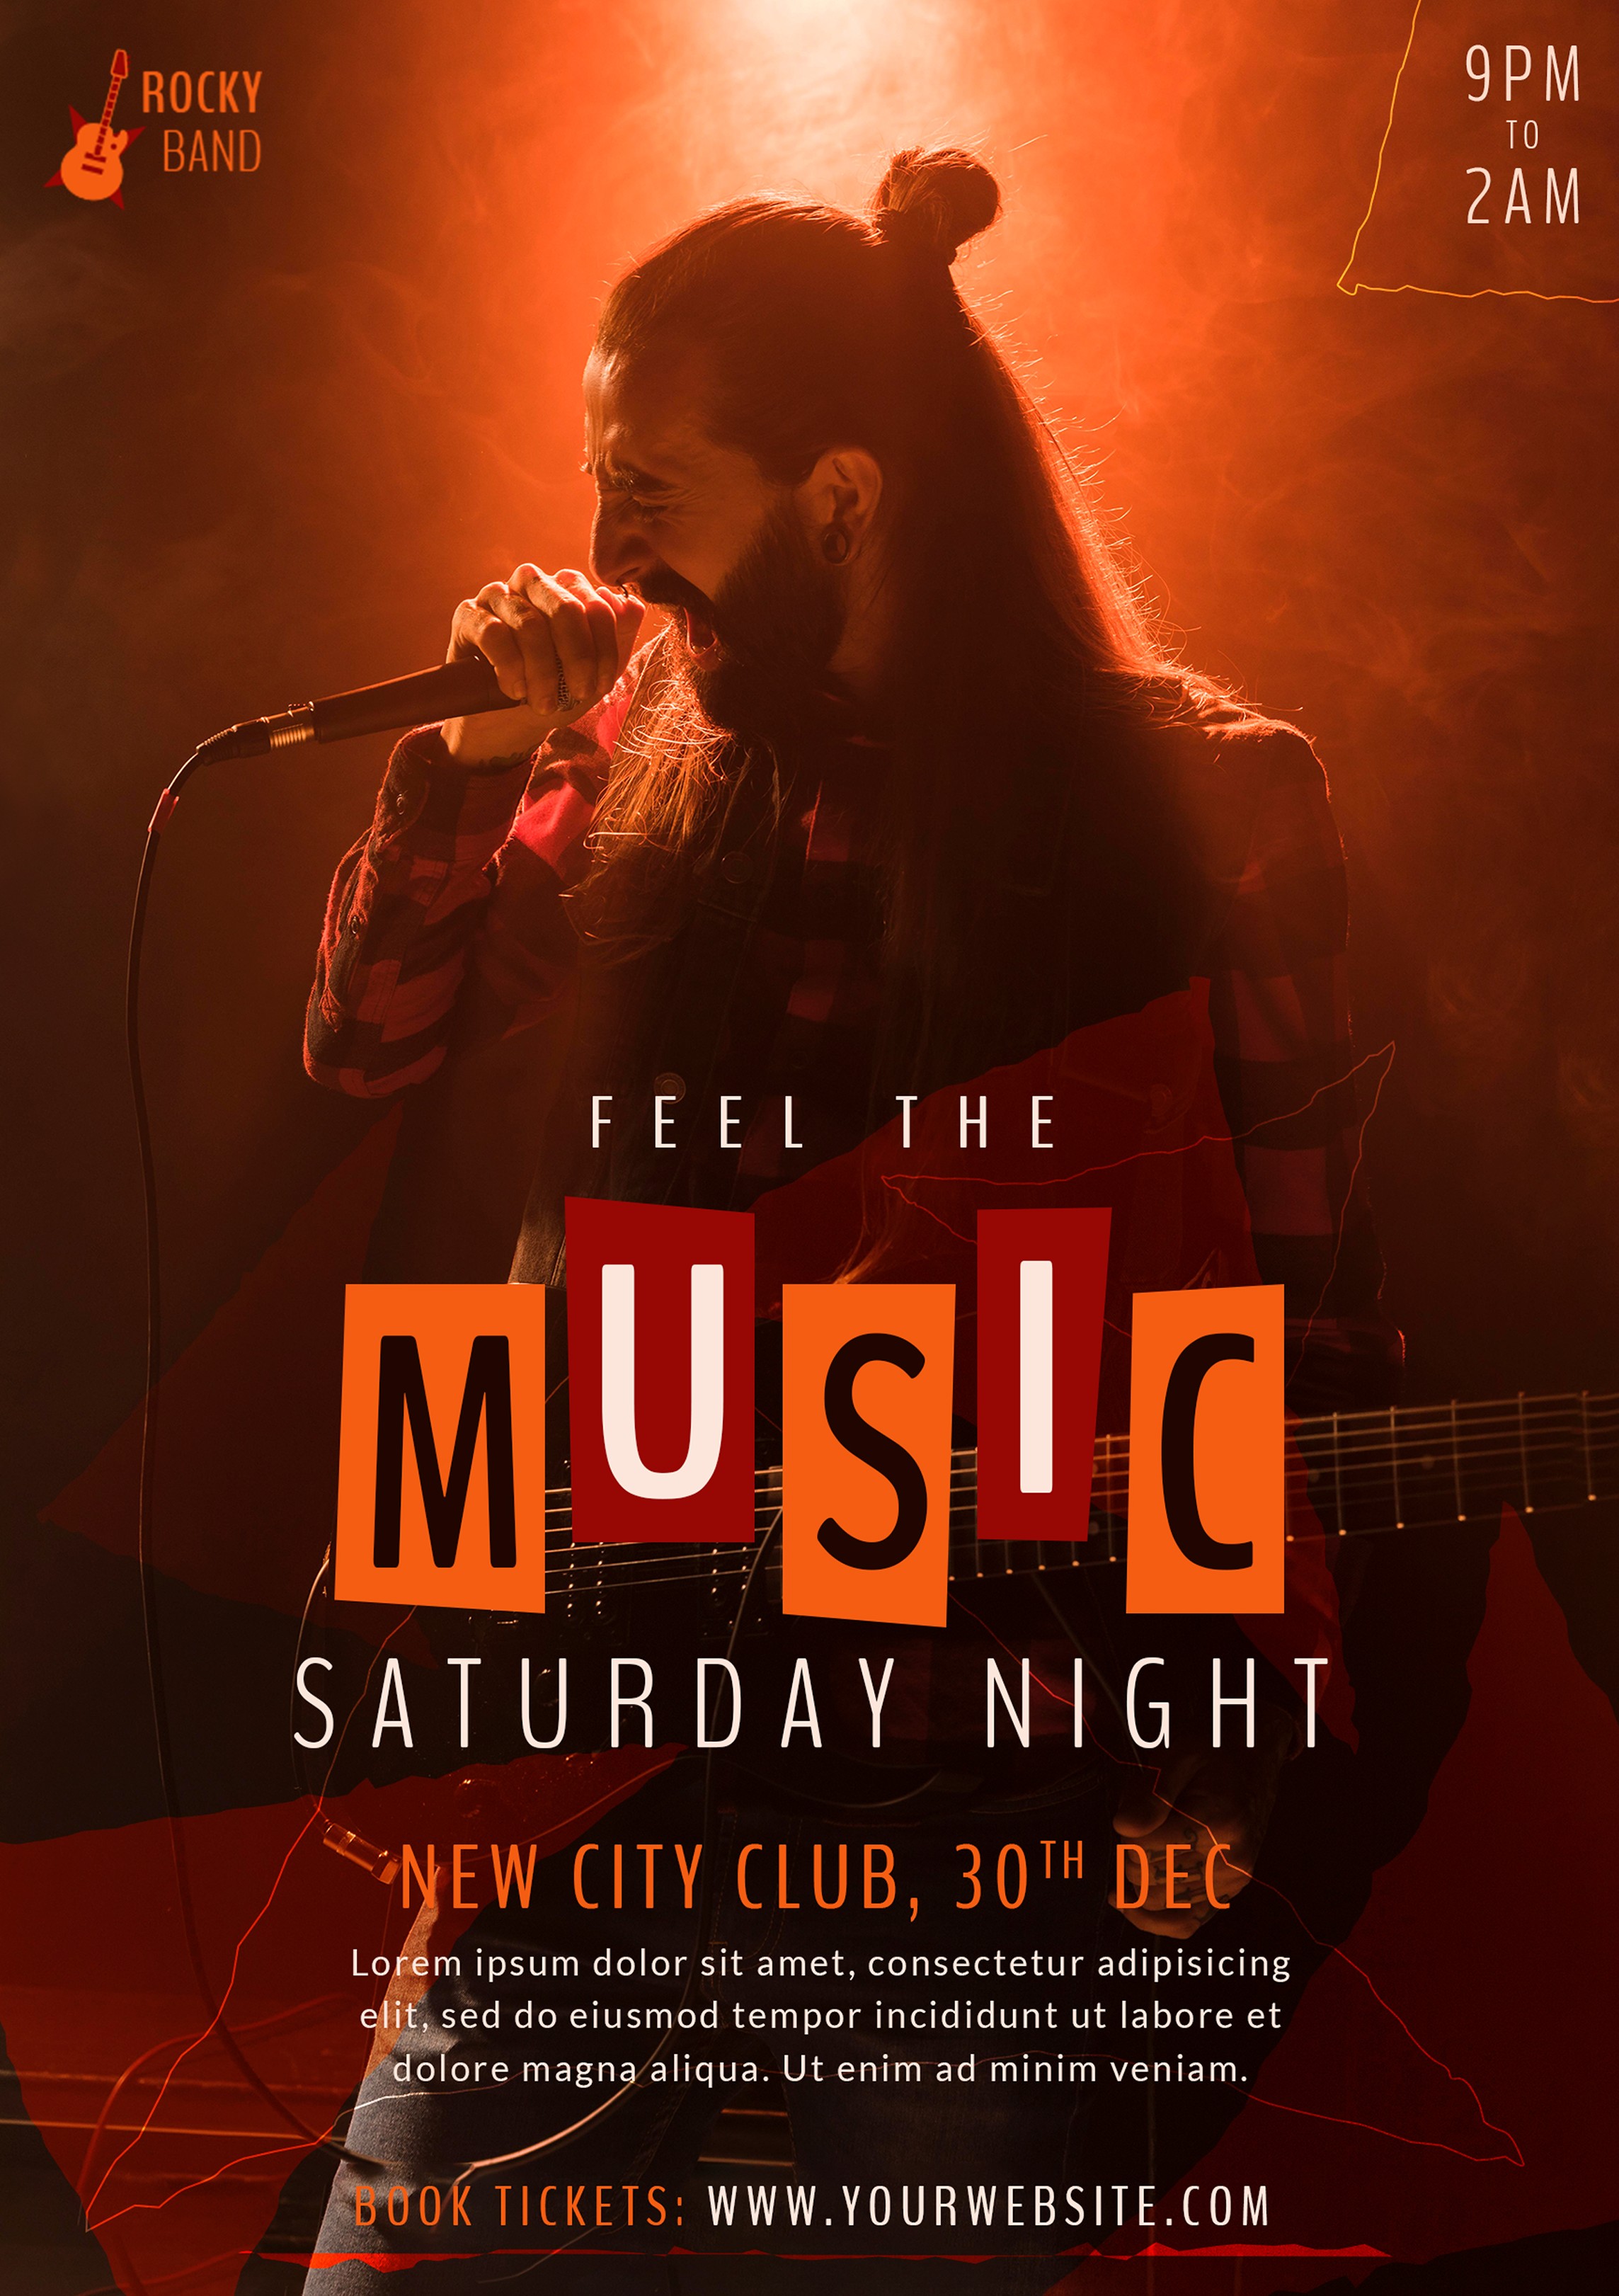 ROCKY
BAND
9PM
TO
2AM
FEEL THE
MUSIC
SATURDAY NIGHT
NEW CITY CLUB, 30TH DEC
Lorem ipsum dolor sit amet, consectetur adipisicing
elit, sed do eiusmod tempor incididunt ut labore et
dolore magna aliqua. Ut enim ad minim veniam.
BOOK TICKETS: WWW.YOURWEBSITE.COM